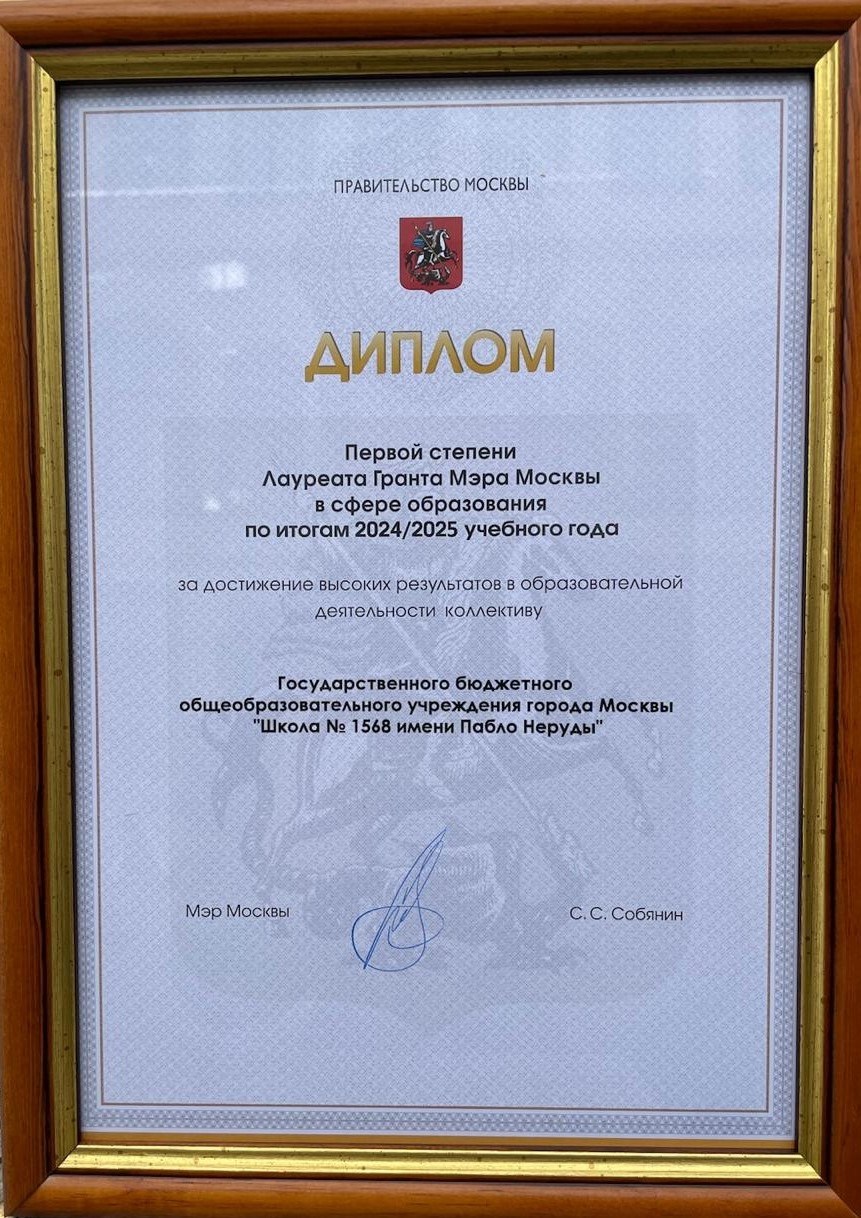 ПРАВИТЕЛЬСТВО МОСКВЫ
ДИПЛОМ
Первой степени
Лауреата Гранта Мэра Москвы
в сфере образования
по итогам 2024/2025 учебного года
за достижение высоких результатов в образовательной
деятельности коллективу
Государственного бюджетного
общеобразовательного учреждения города Москвы
"Школа № 1568 имени Пабло Неруды"
Мэр Москвы С. С. Собянин